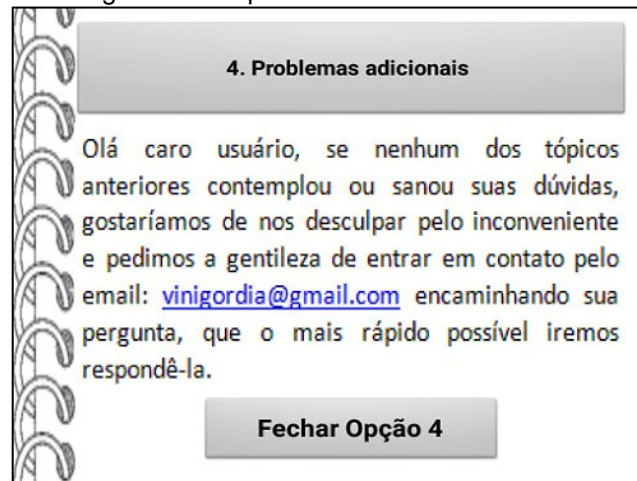 4. Problemas adicionais
Olá caro usuário, se nenhum dos tópicos
anteriores contemplou ou sanou suas dúvidas,
gostaríamos de nos desculpar pelo inconveniente
e pedimos a gentileza de entrar em contato pelo
email: vinigordia@gmail.com encaminhando sua
pergunta, que o mais rápido possível iremos
respondê-la.
Fechar Opção 4